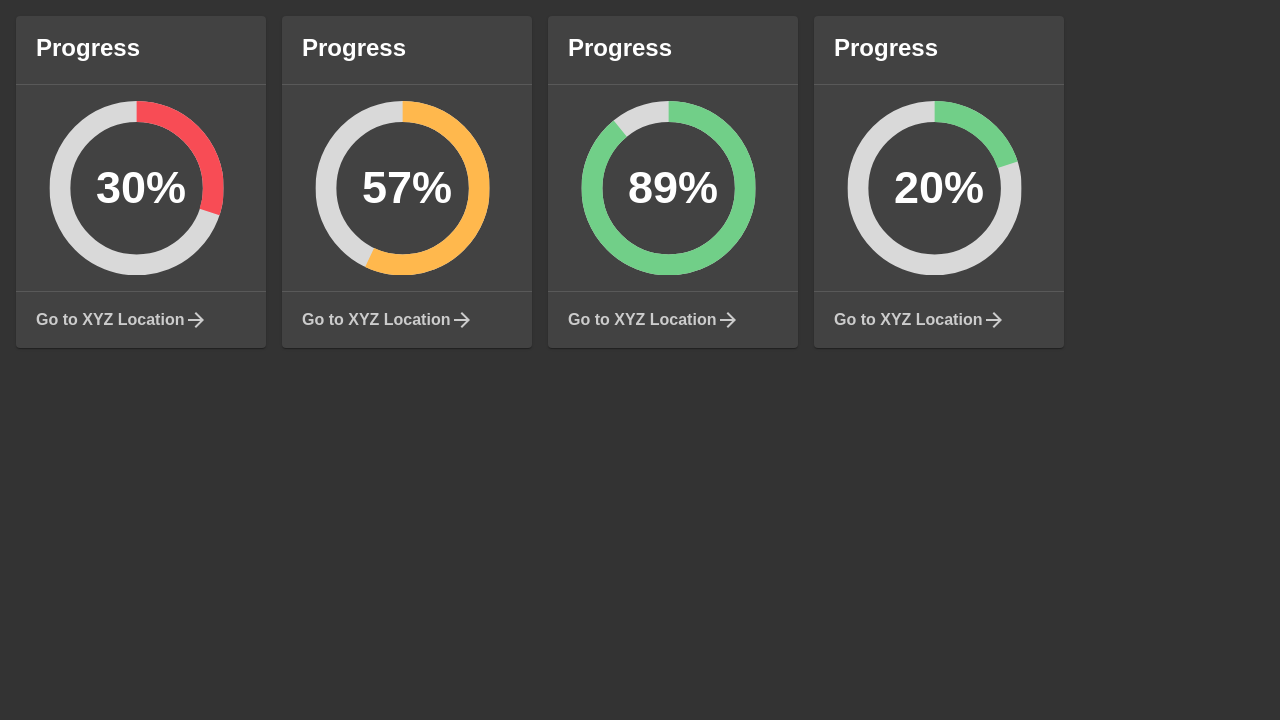 Progress
30%
Go to XYZ Location
Progress
57%
Go to XYZ Location
Progress
89%
Go to XYZ Location
Progress
20%
Go to XYZ Location